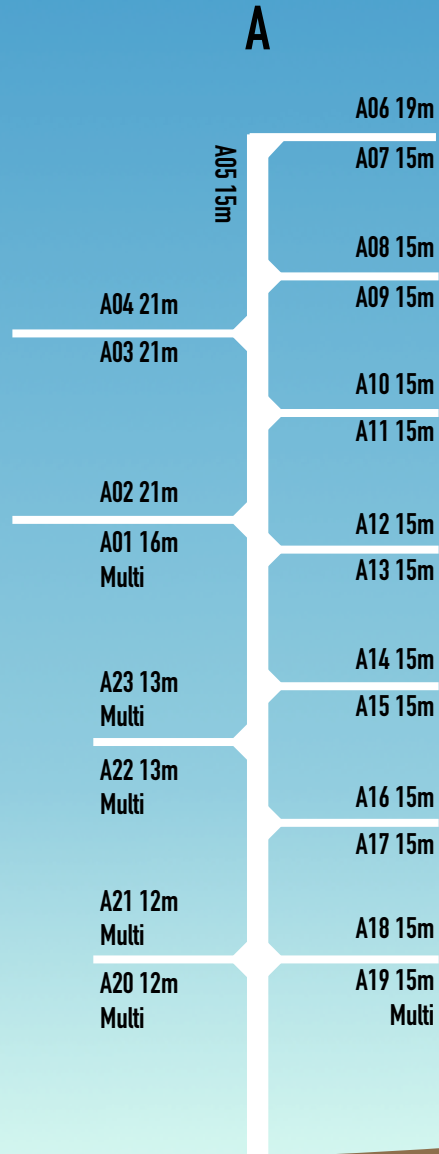 A
A06 19m
A05 15m
A07 15m
A08 15m
A09 15m
A04 21m
A03 21m
A10 15m
A11 15m
A02 21m
A01 16m
Multi
A12 15m
A13 15m
A14 15m
A15 15m
A23 13m
Multi
A22 13m
Multi
A16 15m
A17 15m
A21 12m
Multi
A20 12m
Multi
A18 15m
A19 15m
Multi